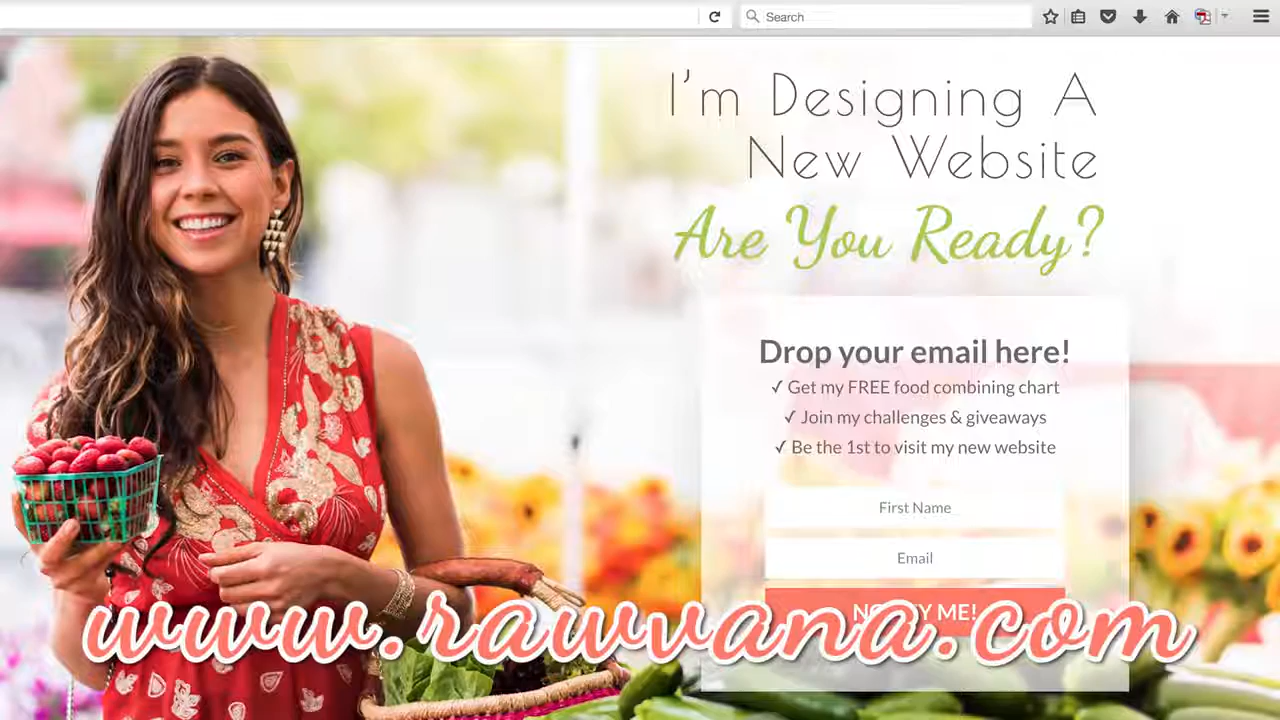 Search
I'm Designing A
New Website
Are You Ready?
Drop your email here!
✓ Get my FREE food combining chart
✓ Join my challenges & giveaways
✓ Be the 1st to visit my new website
First Name
Email
ME!
www.rawvana.com